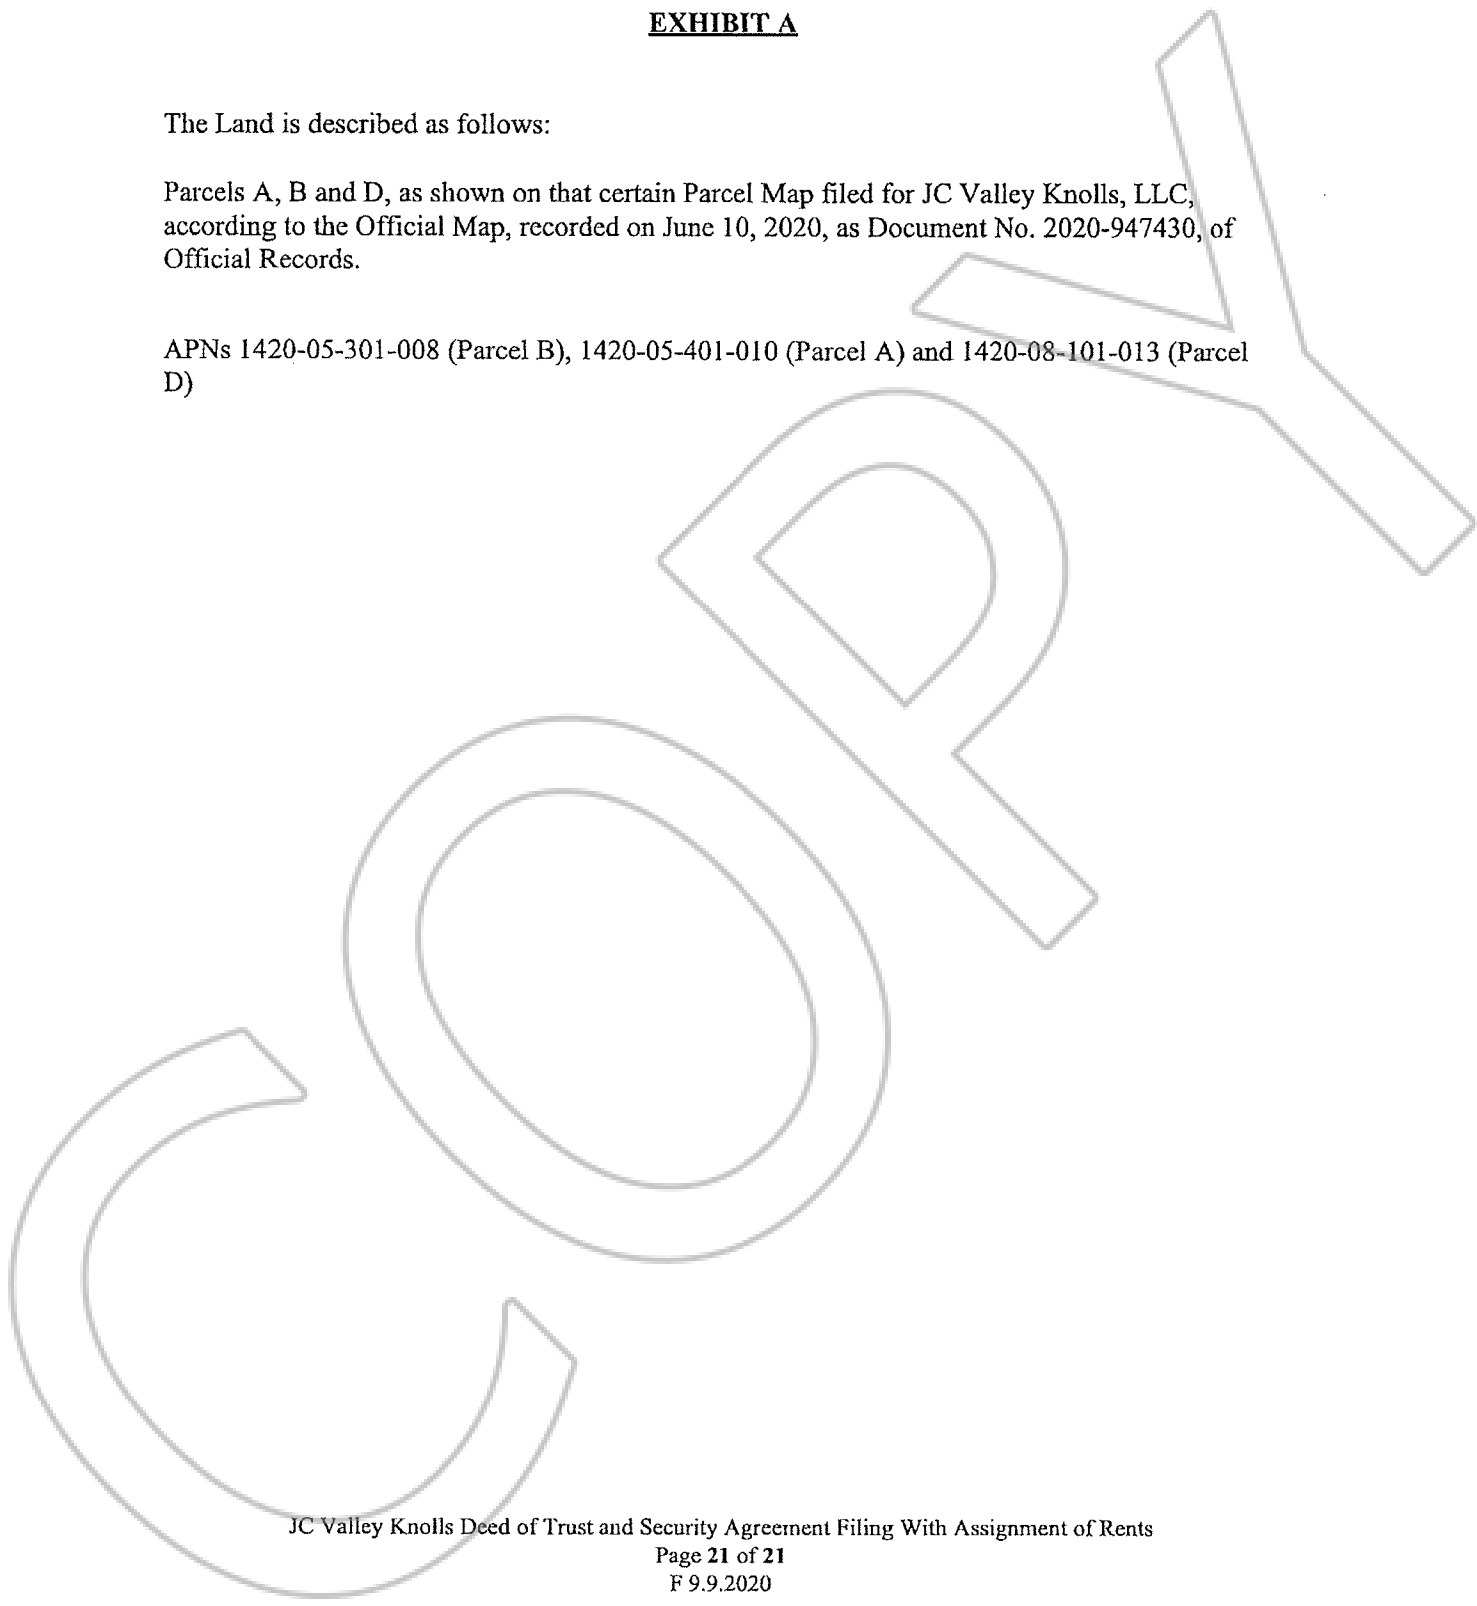 EXHIBIT A
The Land is described as follows:
Parcels A, B and D, as shown on that certain Parcel Map filed for JC Valley Knolls, LLC,
according to the Official Map, recorded on June 10, 2020, as Document No. 2020-947430, of
Official Records.
APNs 1420-05-301-008 (Parcel B), 1420-05-401-010 (Parcel A) and 1420-08-101-013 (Parcel
D)
COPY
JC Valley Knolls Deed of Trust and Security Agreement Filing With Assignment of Rents
Page 21 of 21
F 9.9.2020